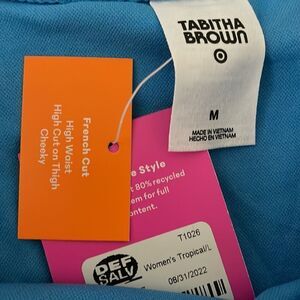 TABITHA
BROWN
M
MADE IN VIETNAM
HECHO EN VIETNAM
French Cut
High Waist
High Cut on Thigh
Cheeky
e Style
t 80% recycled
em for full
ontent.
T1026
DEF
SALV
Women's Tropical/L
08/31/2022